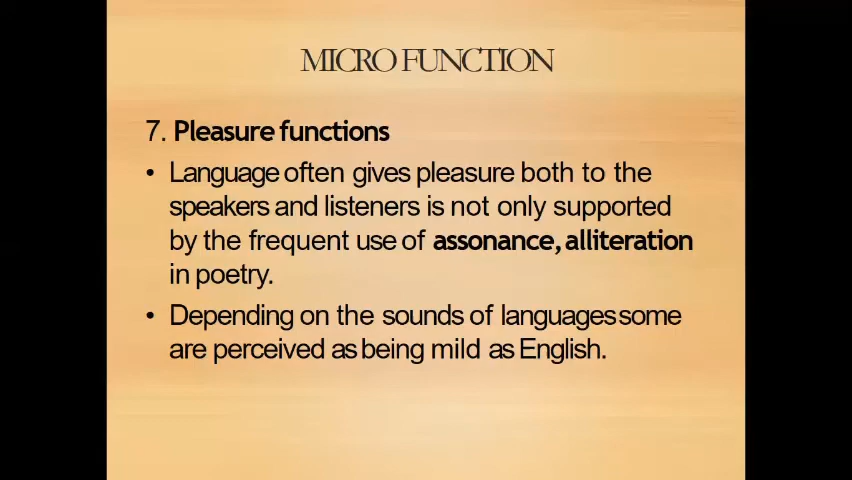 MICRO FUNCTION
7. Pleasure functions
• Language often gives pleasure both to the
speakers and listeners is not only supported
by the frequent use of assonance, alliteration
in poetry.
• Depending on the sounds of languages some
are perceived as being mild as English.